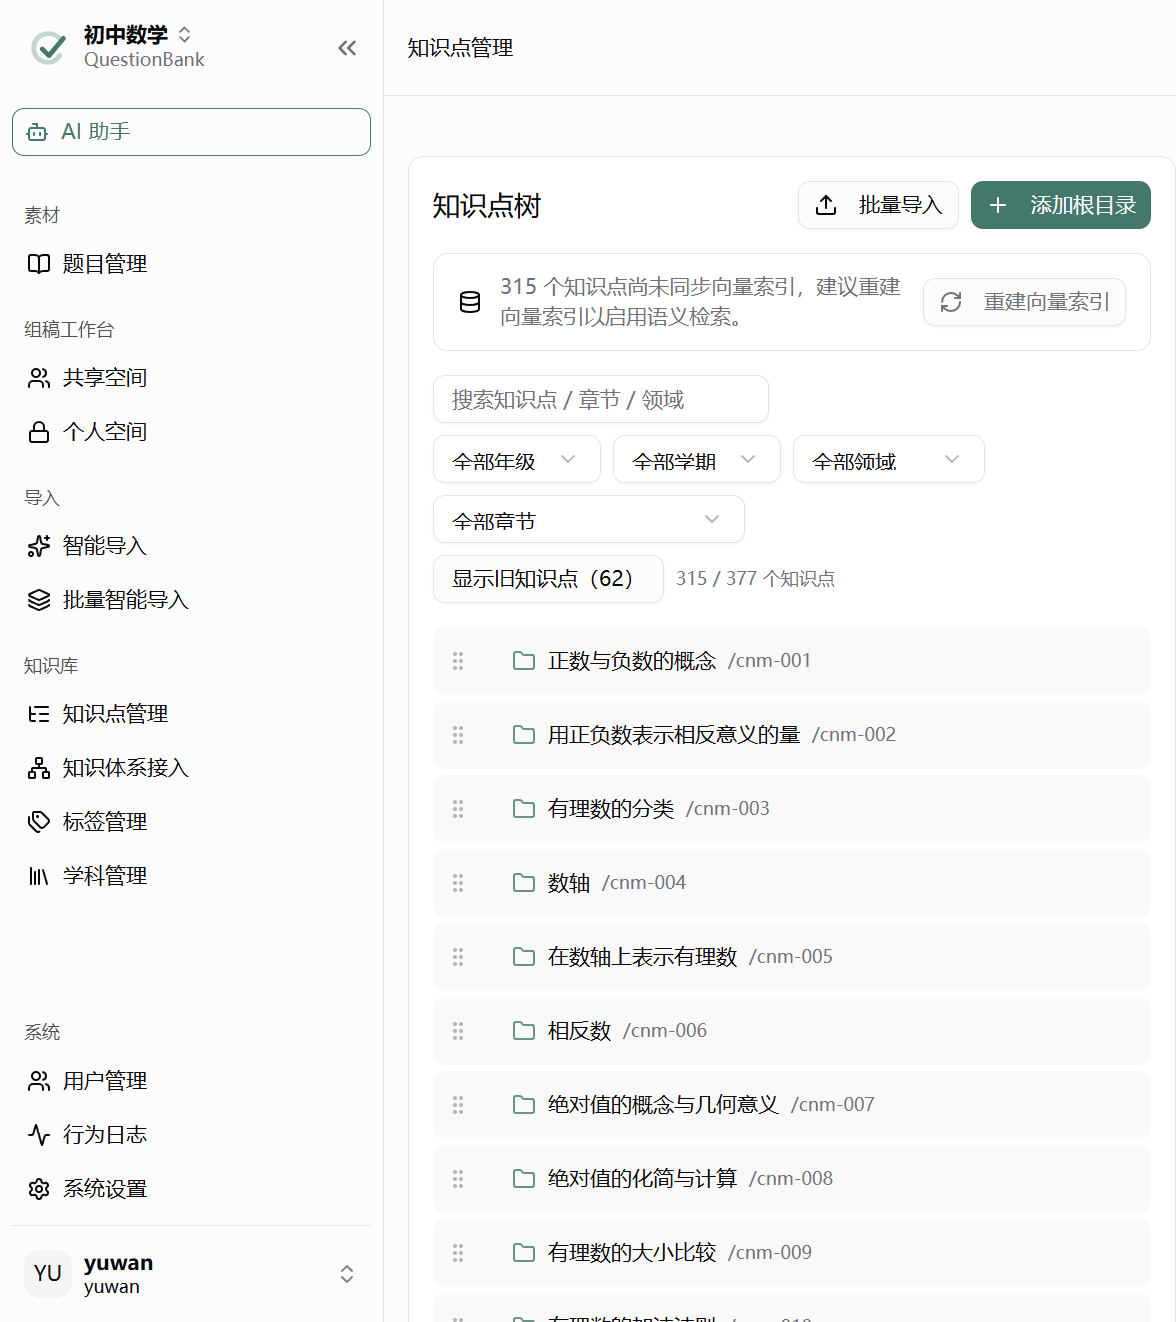 初中数学
QuestionBank
AI 助手
素材
题目管理
组稿工作台
共享空间
个人空间
导入
智能导入
批量智能导入
知识库
知识点管理
知识体系接入
标签管理
学科管理
系统
用户管理
行为日志
系统设置
YU
yuwan
yuwan
知识点管理
知识点树
批量导入
添加根目录
315 个知识点尚未同步向量索引，建议重建
向量索引以启用语义检索。
重建向量索引
搜索知识点 / 章节 / 领域
全部年级
全部学期
全部领域
全部章节
显示旧知识点（62）
315 / 377 个知识点
正数与负数的概念 /cnm-001
用正负数表示相反意义的量 /cnm-002
有理数的分类 /cnm-003
数轴 /cnm-004
在数轴上表示有理数 /cnm-005
相反数 /cnm-006
绝对值的概念与几何意义 /cnm-007
绝对值的化简与计算 /cnm-008
有理数的大小比较 /cnm-009
有理数的加法法则 /cnm-010